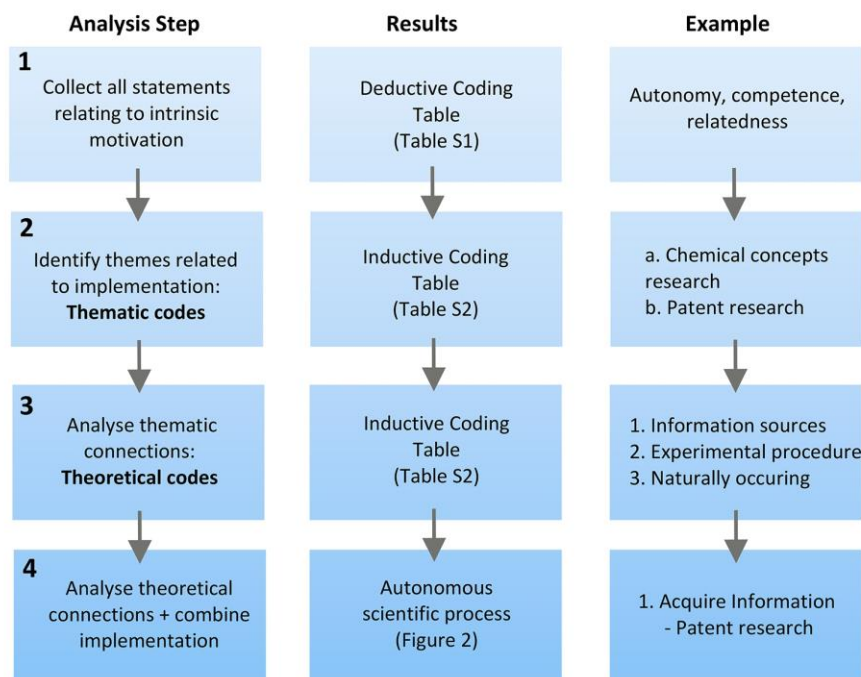 Analysis Step
Results
Example
1
Collect all statements
relating to intrinsic
motivation
Deductive Coding
Table
(Table S1)
Autonomy, competence,
relatedness
2
Identify themes related
to implementation:
Thematic codes
Inductive Coding
Table
(Table S2)
a. Chemical concepts
research
b. Patent research
3
Analyse thematic
connections:
Theoretical codes
Inductive Coding
Table
(Table S2)
1. Information sources
2. Experimental procedure
3. Naturally occuring
4
Analyse theoretical
connections + combine
implementation
Autonomous
scientific process
(Figure 2)
1. Acquire Information
- Patent research